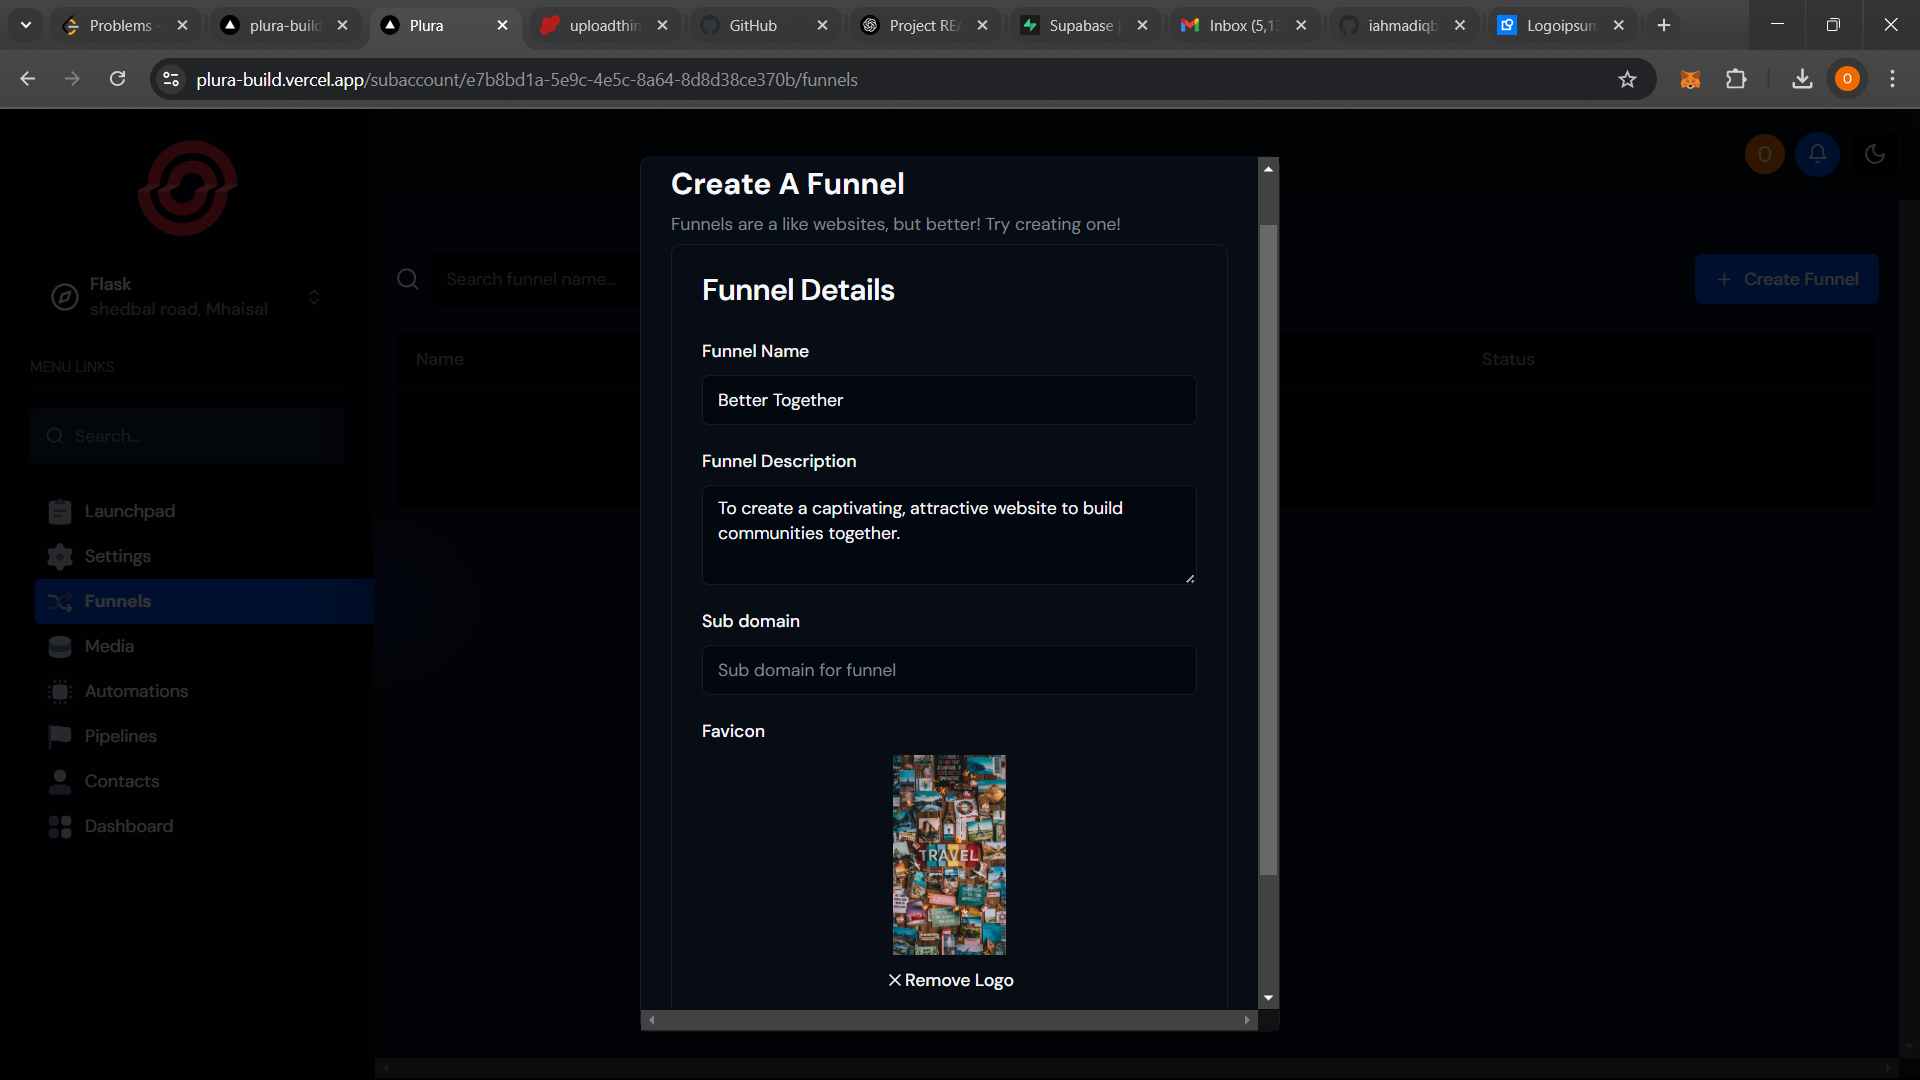 Problems
plura-build
Plura
uploadthin
GitHub
Project RE
Supabase
Inbox (5,13
iahmadiqb
Logoipsum
plura-build.vercel.app/subaccount/e7b8bd1a-5e9c-4e5c-8a64-8d8d38ce370b/funnels
O
O
Flask
shedbal road, Mhaisal
MENU LINKS
Search...
Launchpad
Settings
Funnels
Media
Automations
Pipelines
Contacts
Dashboard
Search funnel name...
+ Create Funnel
Name
Status
Create A Funnel
Funnels are a like websites, but better! Try creating one!
Funnel Details
Funnel Name
Better Together
Funnel Description
To create a captivating, attractive website to build
communities together.
Sub domain
Sub domain for funnel
Favicon
TRAVEL
Remove Logo